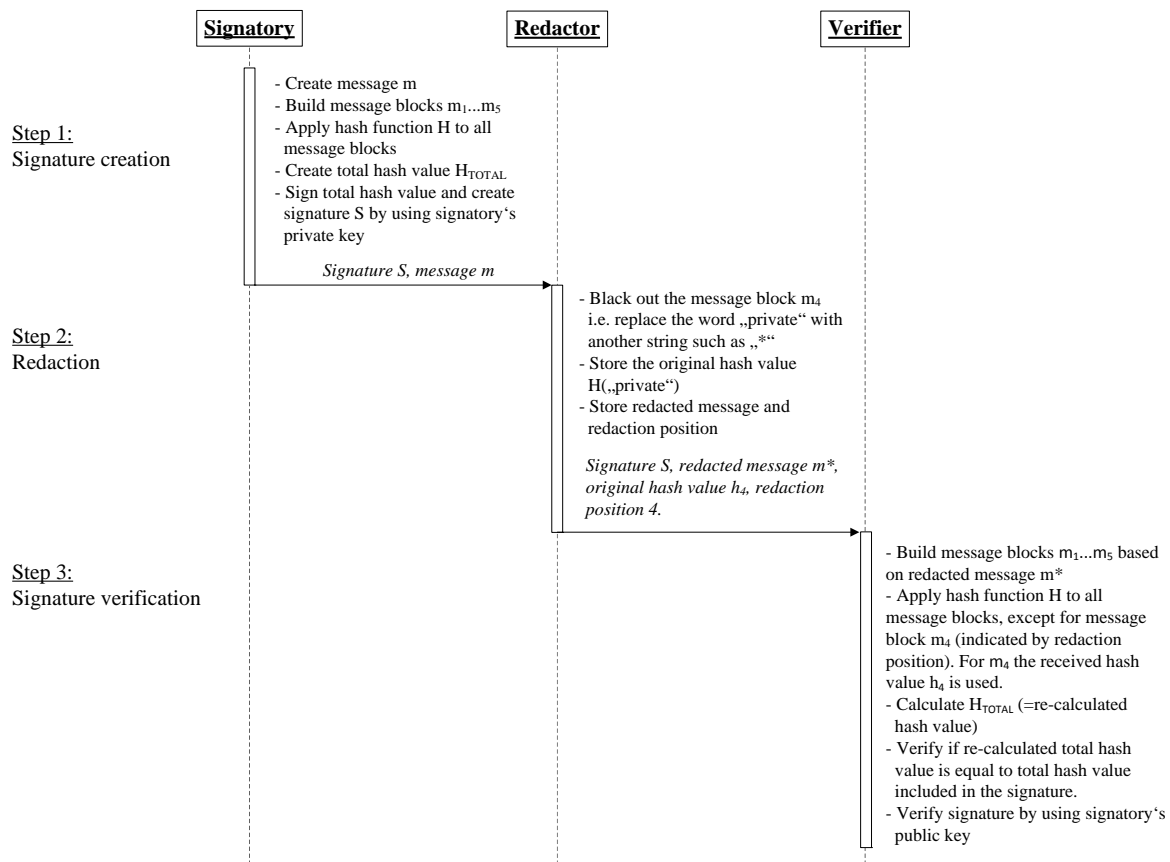 Signatory
Redactor
Verifier
Step 1:
Signature creation
- Create message m
- Build message blocks m₁...m₅
- Apply hash function H to all
message blocks
- Create total hash value H_TOTAL
- Sign total hash value and create
signature S by using signatory‘s
private key
Signature S, message m
Step 2:
Redaction
- Black out the message block m₄
i.e. replace the word „private“ with
another string such as „*“
- Store the original hash value
H(„private“)
- Store redacted message and
redaction position
Signature S, redacted message m*,
original hash value h₄, redaction
position 4.
Step 3:
Signature verification
- Build message blocks m₁...m₅ based
on redacted message m*
- Apply hash function H to all
message blocks, except for message
block m₄ (indicated by redaction
position). For m₄ the received hash
value h₄ is used.
- Calculate H_TOTAL (=re-calculated
hash value)
- Verify if re-calculated total hash
value is equal to total hash value
included in the signature.
- Verify signature by using signatory‘s
public key